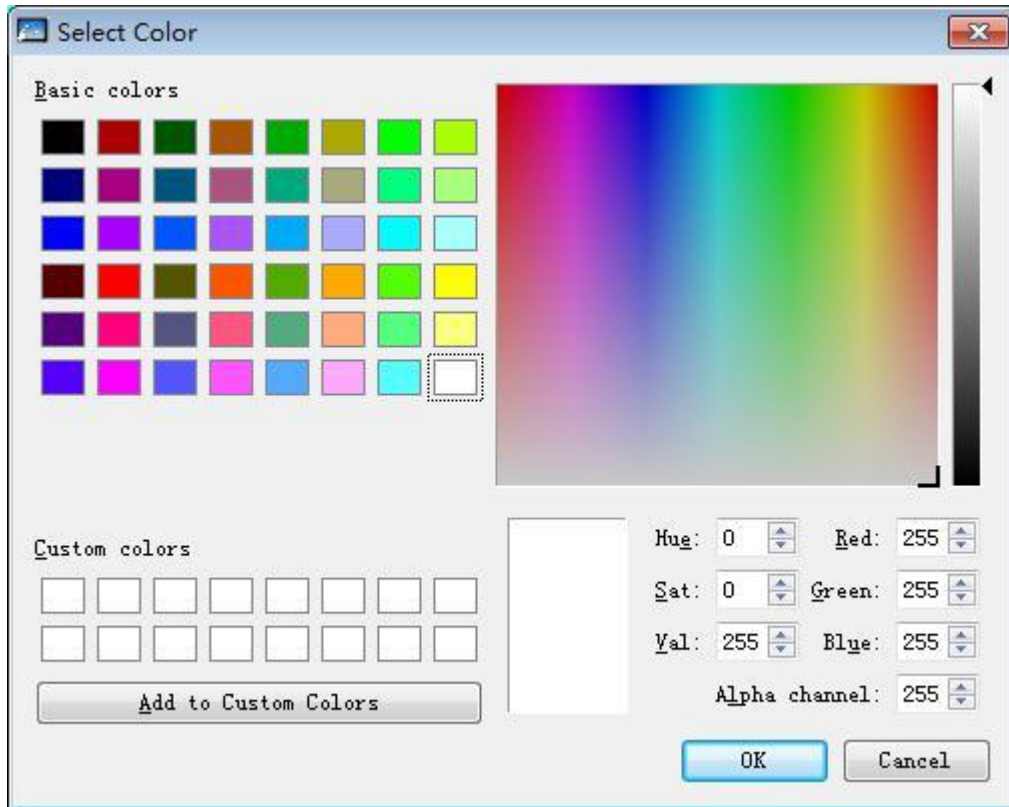 Select Color
Basic colors
Custom colors
Add to Custom Colors
Hue: 0 Red: 255
Sat: 0 Green: 255
Val: 255 Blue: 255
Alpha channel: 255
OK Cancel